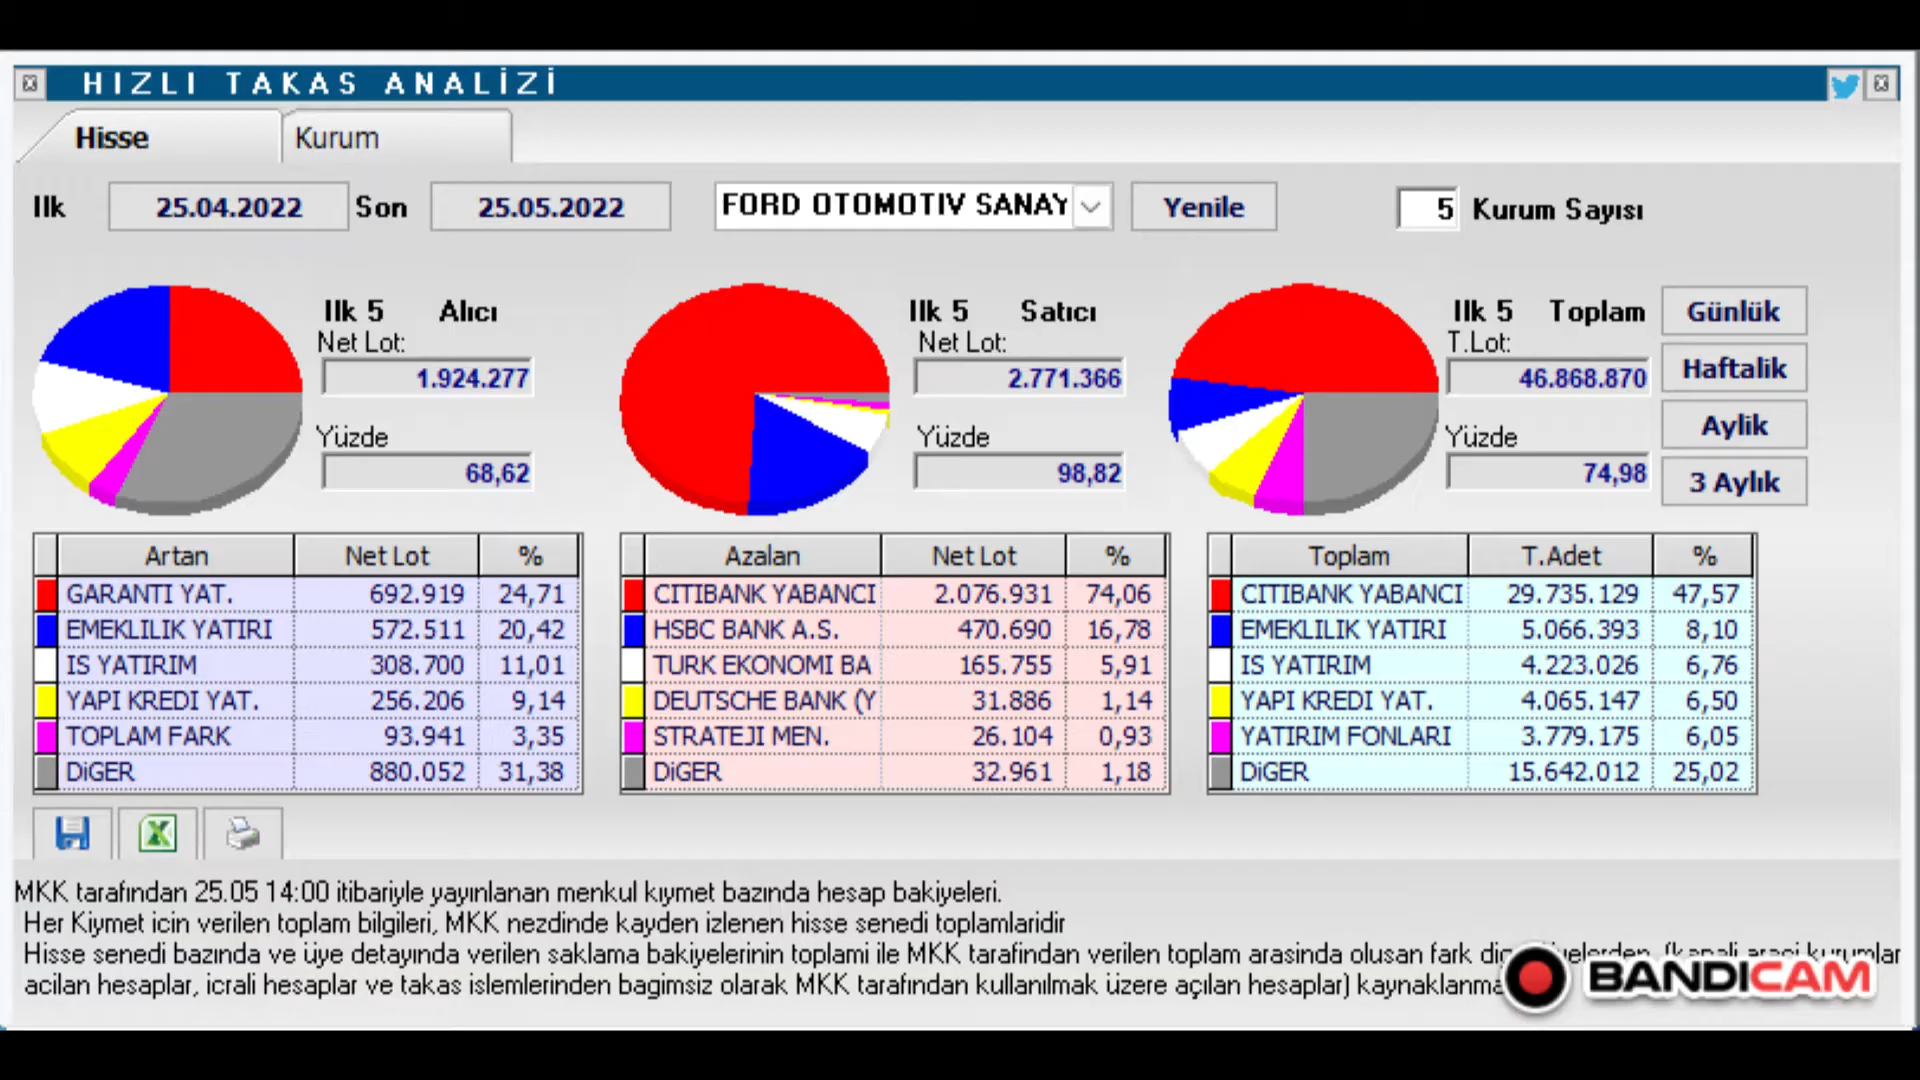 HIZLI TAKAS ANALİZİ
Hisse Kurum
Ilk 25.04.2022 Son 25.05.2022 FORD OTOMOTIV SANAY Yenile 5 Kurum Sayısı
Ilk 5 Alıcı
Net Lot:
1.924.277
Yüzde
68,62
Ilk 5 Satıcı
Net Lot:
2.771.366
Yüzde
98,82
Ilk 5 Toplam
T.Lot:
46.868.870
Yüzde
74,98
Günlük
Haftalik
Aylik
3 Aylık
Artan Net Lot %
GARANTI YAT. 692.919 24,71
EMEKLILIK YATIRI 572.511 20,42
IS YATIRIM 308.700 11,01
YAPI KREDI YAT. 256.206 9,14
TOPLAM FARK 93.941 3,35
DiGER 880.052 31,38
Azalan Net Lot %
CITIBANK YABANCI 2.076.931 74,06
HSBC BANK A.S. 470.690 16,78
TURK EKONOMI BA 165.755 5,91
DEUTSCHE BANK (Y 31.886 1,14
STRATEJI MEN. 26.104 0,93
DiGER 32.961 1,18
Toplam T.Adet %
CITIBANK YABANCI 29.735.129 47,57
EMEKLILIK YATIRI 5.066.393 8,10
IS YATIRIM 4.223.026 6,76
YAPI KREDI YAT. 4.065.147 6,50
YATIRIM FONLARI 3.779.175 6,05
DiGER 15.642.012 25,02
MKK tarafından 25.05 14:00 itibariyle yayınlanan menkul kıymet bazında hesap bakiyeleri.
Her Kiymet icin verilen toplam bilgileri, MKK nezdinde kayden izlenen hisse senedi toplamlaridir
Hisse senedi bazında ve üye detayında verilen saklama bakiyelerinin toplami ile MKK tarafindan verilen toplam arasinda olusan fark (kapali araci kurumlar
acilan hesaplar, icrali hesaplar ve takas islemlerinden bagimsiz olarak MKK tarafından kullanılmak üzere açılan hesaplar)
BANDICAM